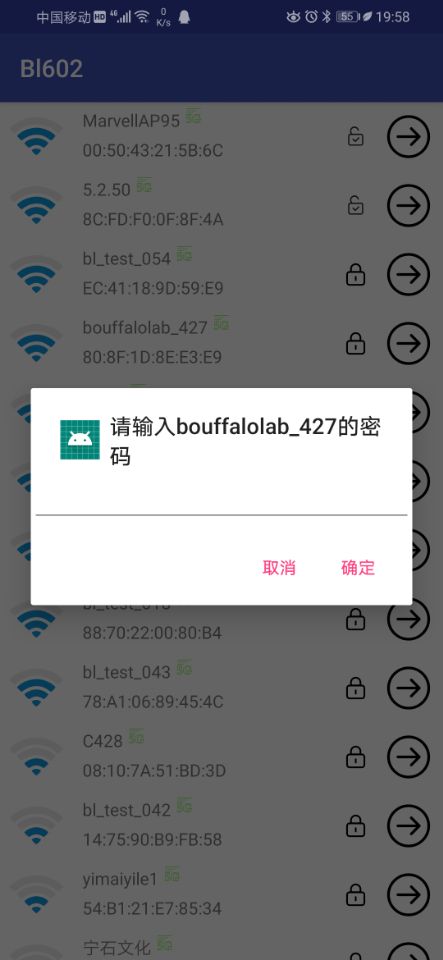 中国移动 HD 4G 0 K/s 55 19:58
Bl602
MarvellAP95 5G
00:50:43:21:5B:6C
5.2.50 5G
8C:FD:F0:0F:8F:4A
bl_test_054 5G
EC:41:18:9D:59:E9
bouffalolab_427 5G
80:8F:1D:8E:E3:E9
请输入bouffalolab_427的密
码
取消 确定
88:70:22:00:80:B4
bl_test_043 5G
78:A1:06:89:45:4C
C428 5G
08:10:7A:51:BD:3D
bl_test_042 5G
14:75:90:B9:FB:58
yimaiyile1 5G
54:B1:21:E7:85:34
宁石文化 5G